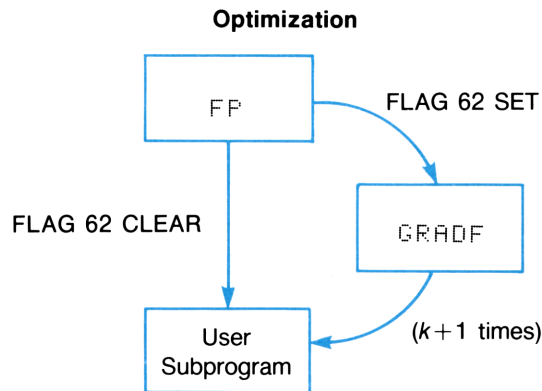 Optimization
FP
FLAG 62 SET
FLAG 62 CLEAR
GRADF
User
Subprogram
(k+1 times)